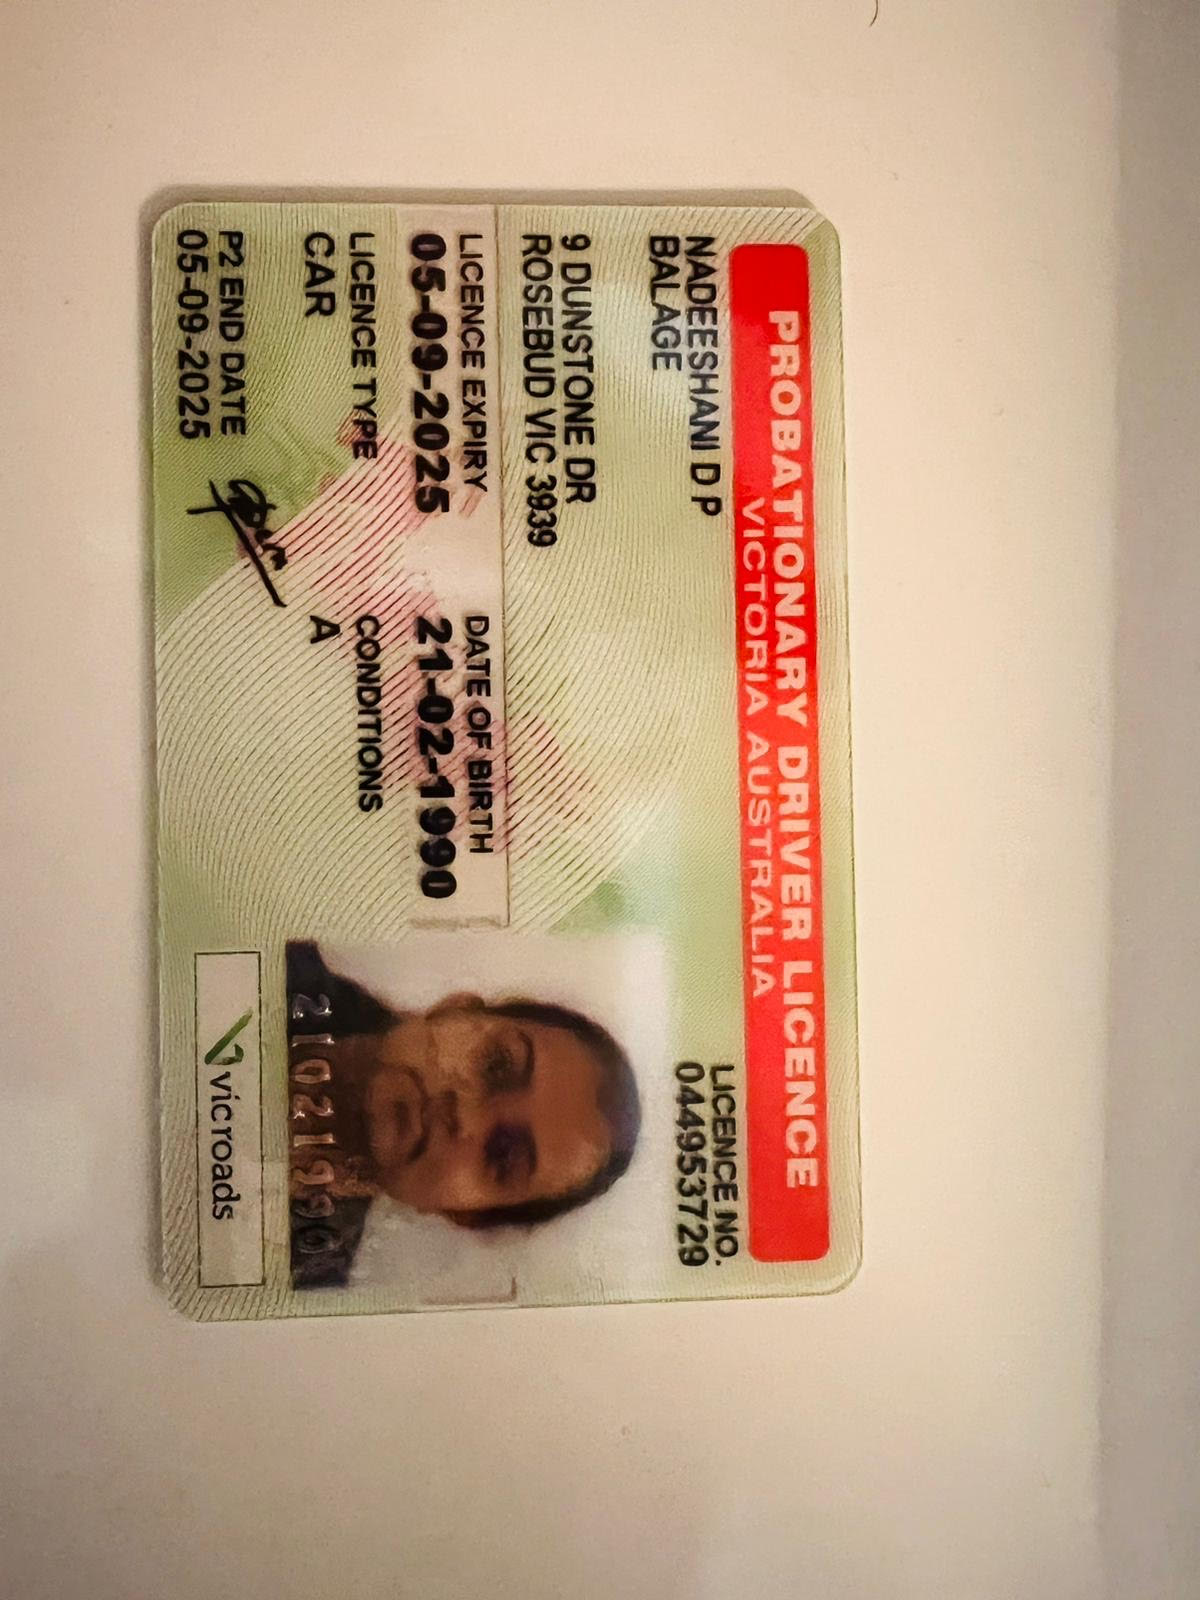 PROBATIONARY DRIVER LICENCE
VICTORIA AUSTRALIA
NADEESHANI D P
BALAGE
LICENCE NO.
044953729
9 DUNSTONE DR
ROSEBUD VIC 3939
LICENCE EXPIRY
05-09-2025
DATE OF BIRTH
21-02-1990
LICENCE TYPE
CAR
CONDITIONS
A
P2 END DATE
05-09-2025
21021990
vicroads